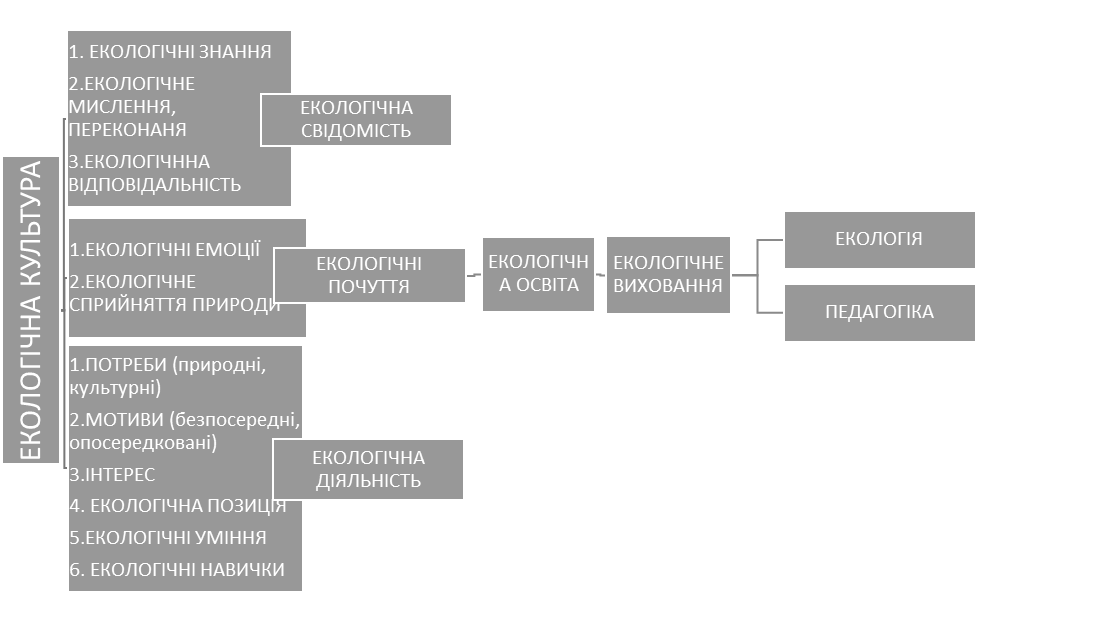 ЕКОЛОГІЧНА КУЛЬТУРА
1. ЕКОЛОГІЧНІ ЗНАННЯ
2.ЕКОЛОГІЧНЕ
МИСЛЕННЯ,
ПЕРЕКОНАНЯ
3.ЕКОЛОГІЧННА
ВІДПОВІДАЛЬНІСТЬ
ЕКОЛОГІЧНА
СВІДОМІСТЬ
1.ЕКОЛОГІЧНІ ЕМОЦІЇ
2.ЕКОЛОГІЧНЕ
СПРИЙНЯТТЯ ПРИРОДИ
ЕКОЛОГІЧНІ
ПОЧУТТЯ
1.ПОТРЕБИ (природні,
культурні)
2.МОТИВИ (безпосередні,
опосередковані)
3.ІНТЕРЕС
4. ЕКОЛОГІЧНА ПОЗИЦІЯ
5.ЕКОЛОГІЧНІ УМІННЯ
6. ЕКОЛОГІЧНІ НАВИЧКИ
ЕКОЛОГІЧНА
ДІЯЛЬНІСТЬ
ЕКОЛОГІЧН
А ОСВІТА
ЕКОЛОГІЧНЕ
ВИХОВАННЯ
ЕКОЛОГІЯ
ПЕДАГОГІКА